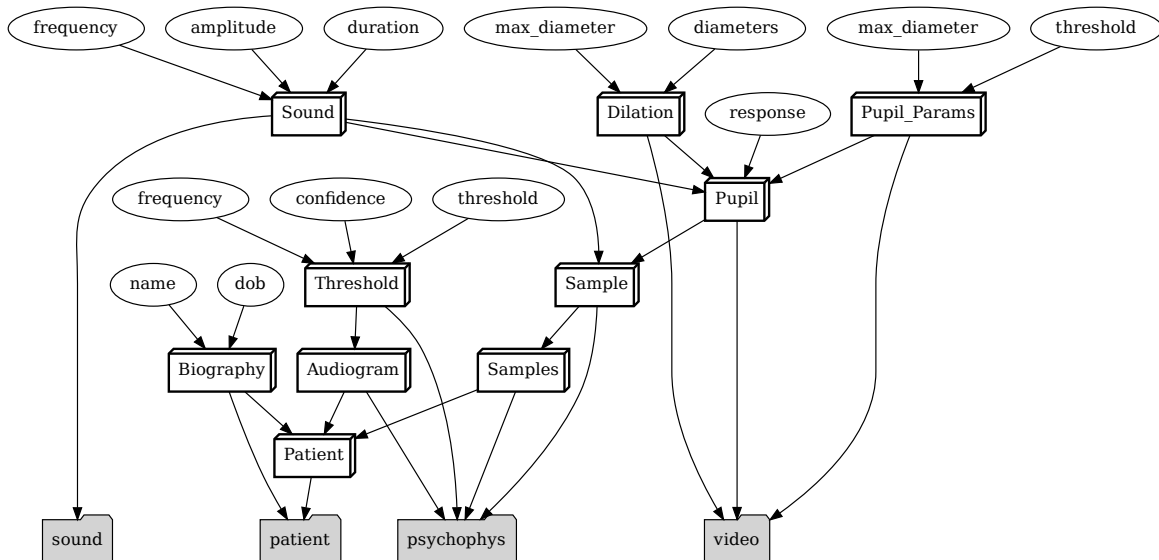 frequency
amplitude
duration
max_diameter
diameters
max_diameter
threshold
Sound
Dilation
response
Pupil_Params
frequency
confidence
threshold
Pupil
name
dob
Threshold
Sample
Biography
Audiogram
Samples
Patient
sound
patient
psychophys
video